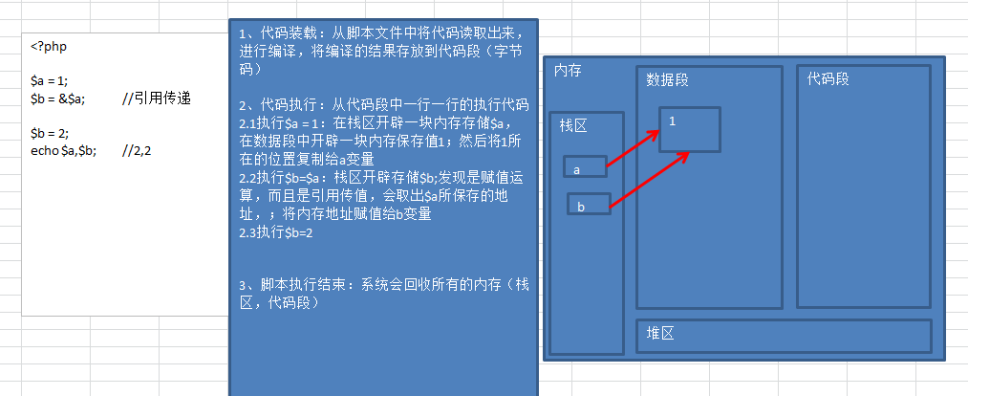 <?php
$a = 1;
$b = &$a; //引用传递
$b = 2;
echo $a,$b; //2,2
1、代码装载：从脚本文件中将代码读取出来，
进行编译，将编译的结果存放到代码段（字节
码）
2、代码执行：从代码段中一行一行的执行代码
2.1执行$a = 1：在栈区开辟一块内存存储$a，
在数据段中开辟一块内存保存值1；然后将1所
在的位置复制给a变量
2.2执行$b=$a：栈区开辟存储$b;发现是赋值运
算，而且是引用传值，会取出$a所保存的地
址，；将内存地址赋值给b变量
2.3执行$b=2
3、脚本执行结束：系统会回收所有的内存（栈
区，代码段）
内存
栈区
a
b
数据段
1
代码段
堆区